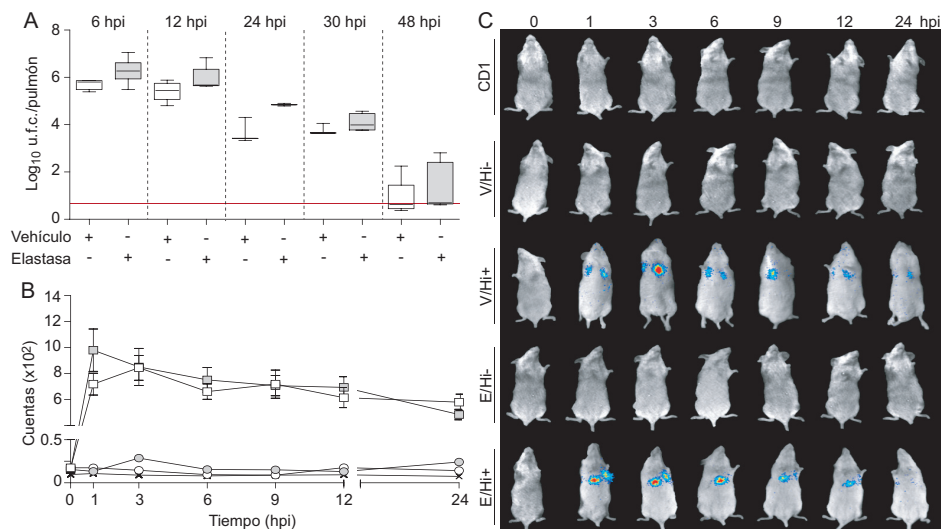 A
6 hpi 12 hpi 24 hpi 30 hpi 48 hpi
Log10 u.f.c./pulmón
8
6
4
2
0
Vehículo + - + - + - + - + -
Elastasa - + - + - + - + - +
B
Cuentas (x10²)
14
12
10
8
6
0.5
0
0 1 3 6 9 12 24
Tiempo (hpi)
C
0 1 3 6 9 12 24 hpi
CD1
V/Hi-
V/Hi+
E/Hi-
E/Hi+